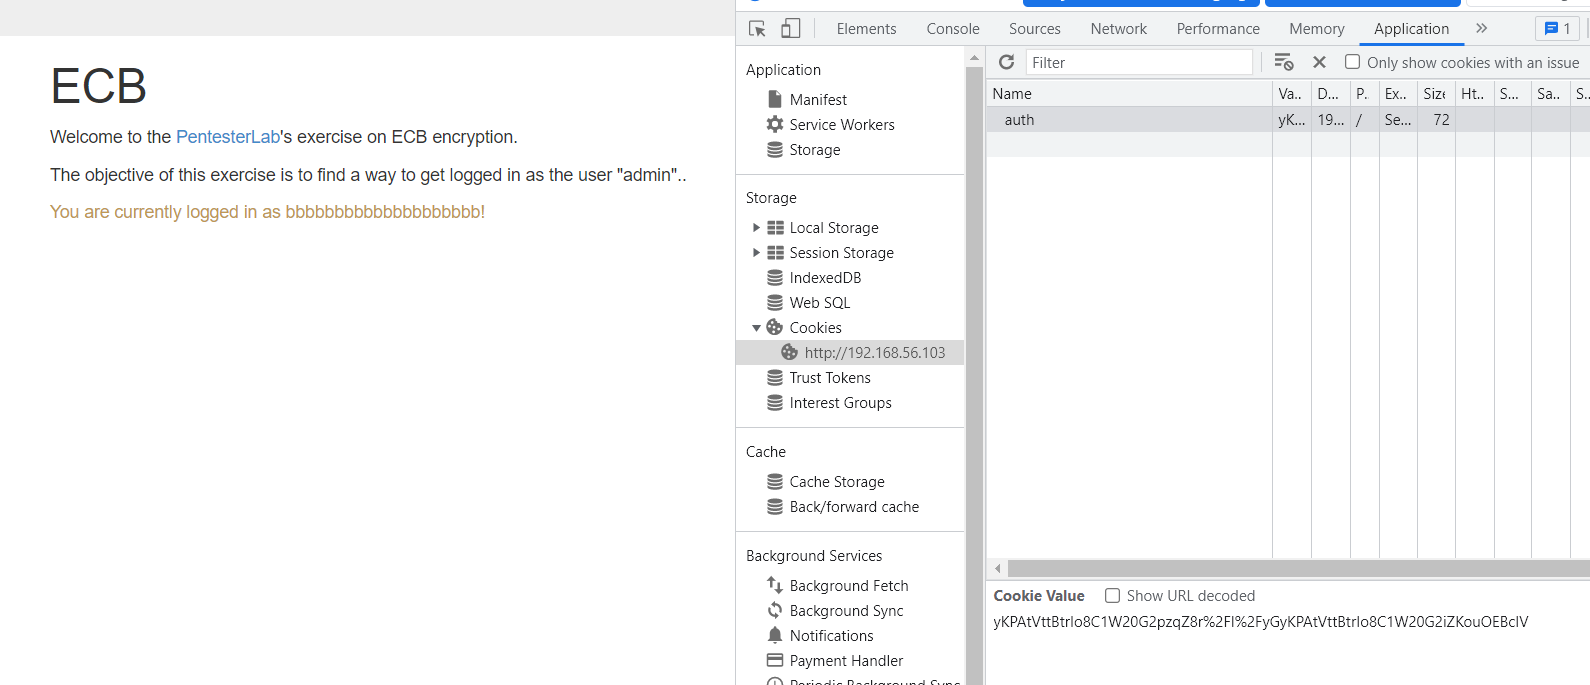 ECB
Welcome to the PentesterLab's exercise on ECB encryption.
The objective of this exercise is to find a way to get logged in as the user "admin"..
You are currently logged in as bbbbbbbbbbbbbbbbbbbb!
Elements Console Sources Network Performance Memory Application » 1
Application
Manifest
Service Workers
Storage
Storage
Local Storage
Session Storage
IndexedDB
Web SQL
Cookies
http://192.168.56.103
Trust Tokens
Interest Groups
Cache
Cache Storage
Back/forward cache
Background Services
Background Fetch
Background Sync
Notifications
Payment Handler
Periodic Background Sync
Filter Only show cookies with an issue
Name Va.. D... P. Ex.. Size Ht.. S... Sa... S.
auth yK... 19... / Se... 72
Cookie Value Show URL decoded